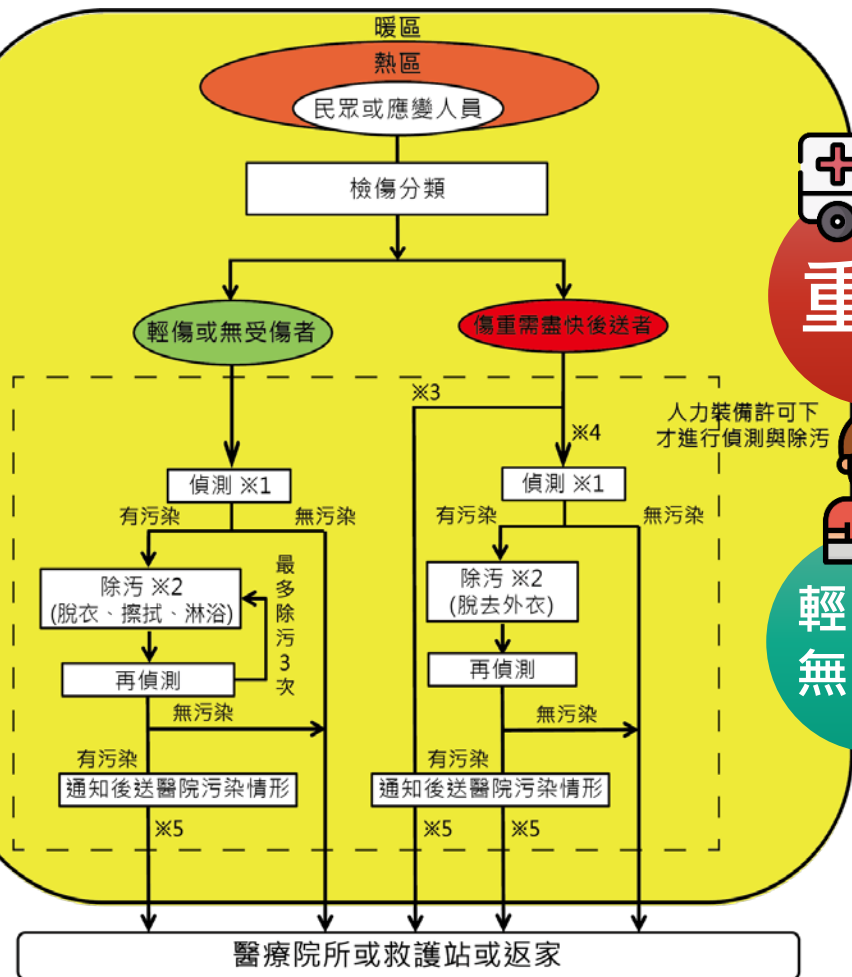 暖區
熱區
民眾或應變人員
檢傷分類
輕傷或無受傷者
傷重需盡快後送者
重
人力裝備許可下
才進行偵測與除污
※3
※4
偵測 ※1
有污染
無污染
除污 ※2
(脫衣、擦拭、淋浴)
最多除污3次
再偵測
無污染
有污染
通知後送醫院污染情形
※5
偵測 ※1
有污染
無污染
除污 ※2
(脫去外衣)
再偵測
無污染
有污染
通知後送醫院污染情形
※5
※5
輕
無
醫療院所或救護站或返家